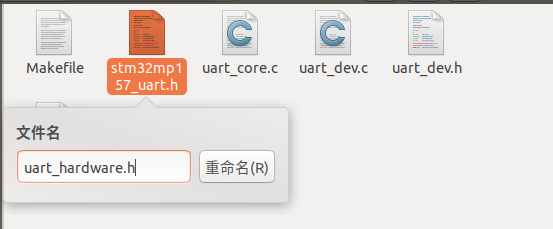 Makefile
stm32mp1
57_uart.h
uart_core.c
uart_dev.c
uart_dev.h
文件名
uart_hardware.h
重命名(R)